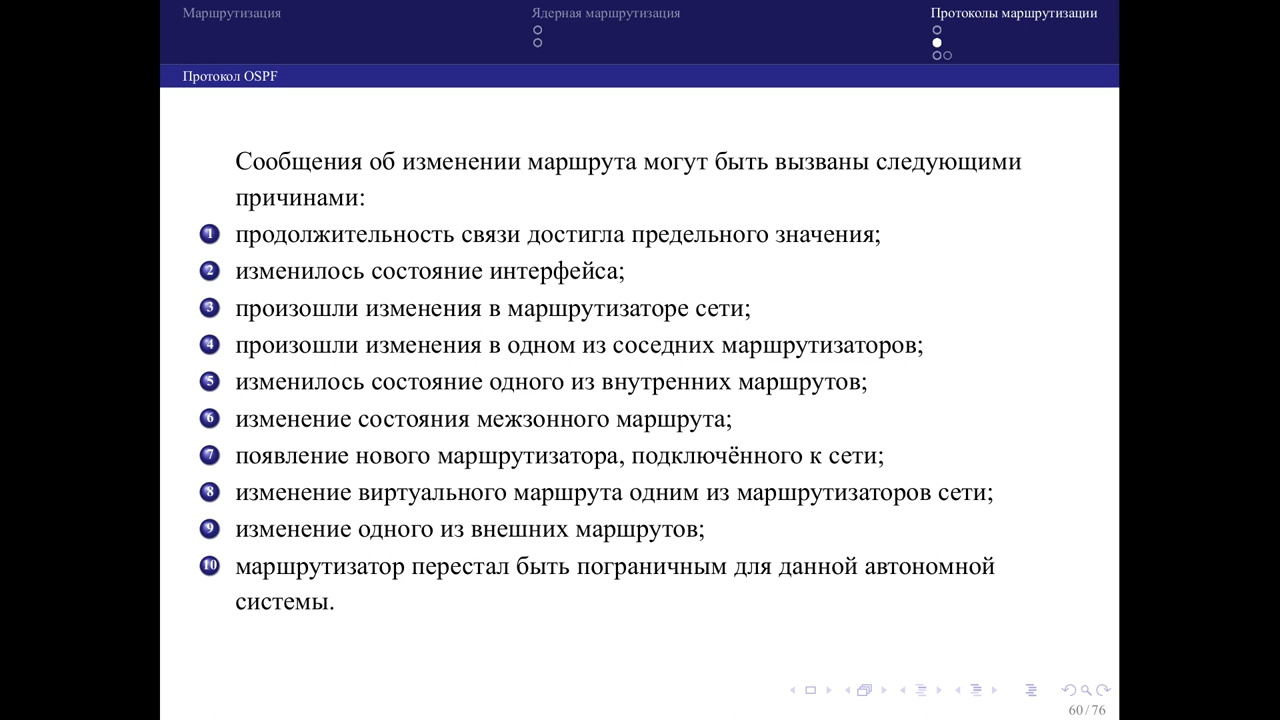 Маршрутизация
Ядерная маршрутизация
Протоколы маршрутизации
Протокол OSPF
Сообщения об изменении маршрута могут быть вызваны следующими
причинами:
1 продолжительность связи достигла предельного значения;
2 изменилось состояние интерфейса;
3 произошли изменения в маршрутизаторе сети;
4 произошли изменения в одном из соседних маршрутизаторов;
5 изменилось состояние одного из внутренних маршрутов;
6 изменение состояния межзонного маршрута;
7 появление нового маршрутизатора, подключённого к сети;
8 изменение виртуального маршрута одним из маршрутизаторов сети;
9 изменение одного из внешних маршрутов;
10 маршрутизатор перестал быть пограничным для данной автономной
системы.
60 / 76